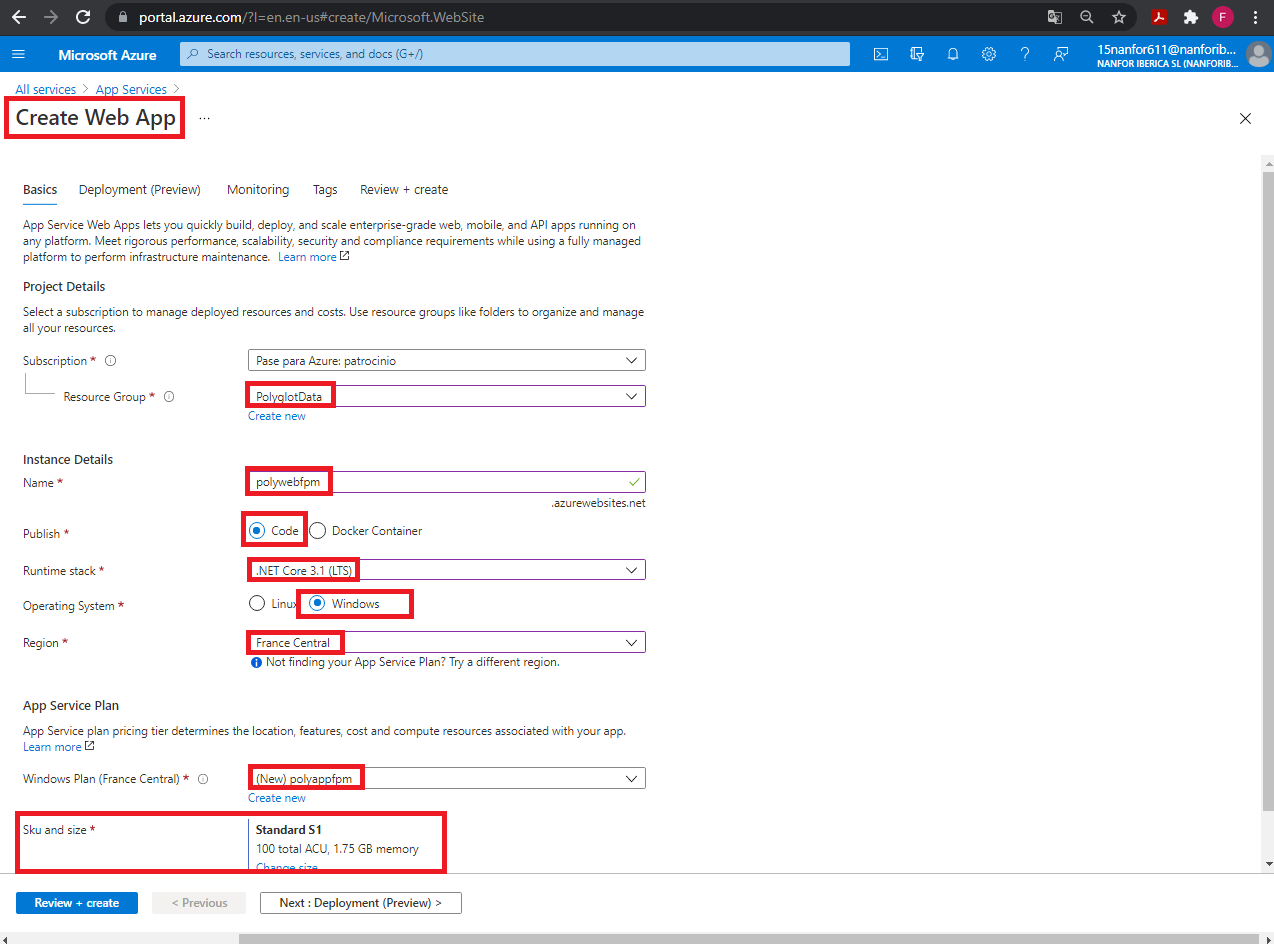 portal.azure.com/?l=en.en-us#create/Microsoft.WebSite
F
Microsoft Azure
Search resources, services, and docs (G+/)
15nanfor611@nanforib...
NANFOR IBERICA SL (NANFORIB...
All services > App Services >
Create Web App ...
Basics Deployment (Preview) Monitoring Tags Review + create
App Service Web Apps lets you quickly build, deploy, and scale enterprise-grade web, mobile, and API apps running on
any platform. Meet rigorous performance, scalability, security and compliance requirements while using a fully managed
platform to perform infrastructure maintenance. Learn more
Project Details
Select a subscription to manage deployed resources and costs. Use resource groups like folders to organize and manage
all your resources.
Subscription * Pase para Azure: patrocinio
Resource Group * PolyglotData
Create new
Instance Details
Name * polywebfpm
.azurewebsites.net
Publish * Code Docker Container
Runtime stack * .NET Core 3.1 (LTS)
Operating System * Linux Windows
Region * France Central
Not finding your App Service Plan? Try a different region.
App Service Plan
App Service plan pricing tier determines the location, features, cost and compute resources associated with your app.
Learn more
Windows Plan (France Central) * (New) polyappfpm
Create new
Sku and size * Standard S1
100 total ACU, 1.75 GB memory
Change size
Review + create < Previous Next : Deployment (Preview) >